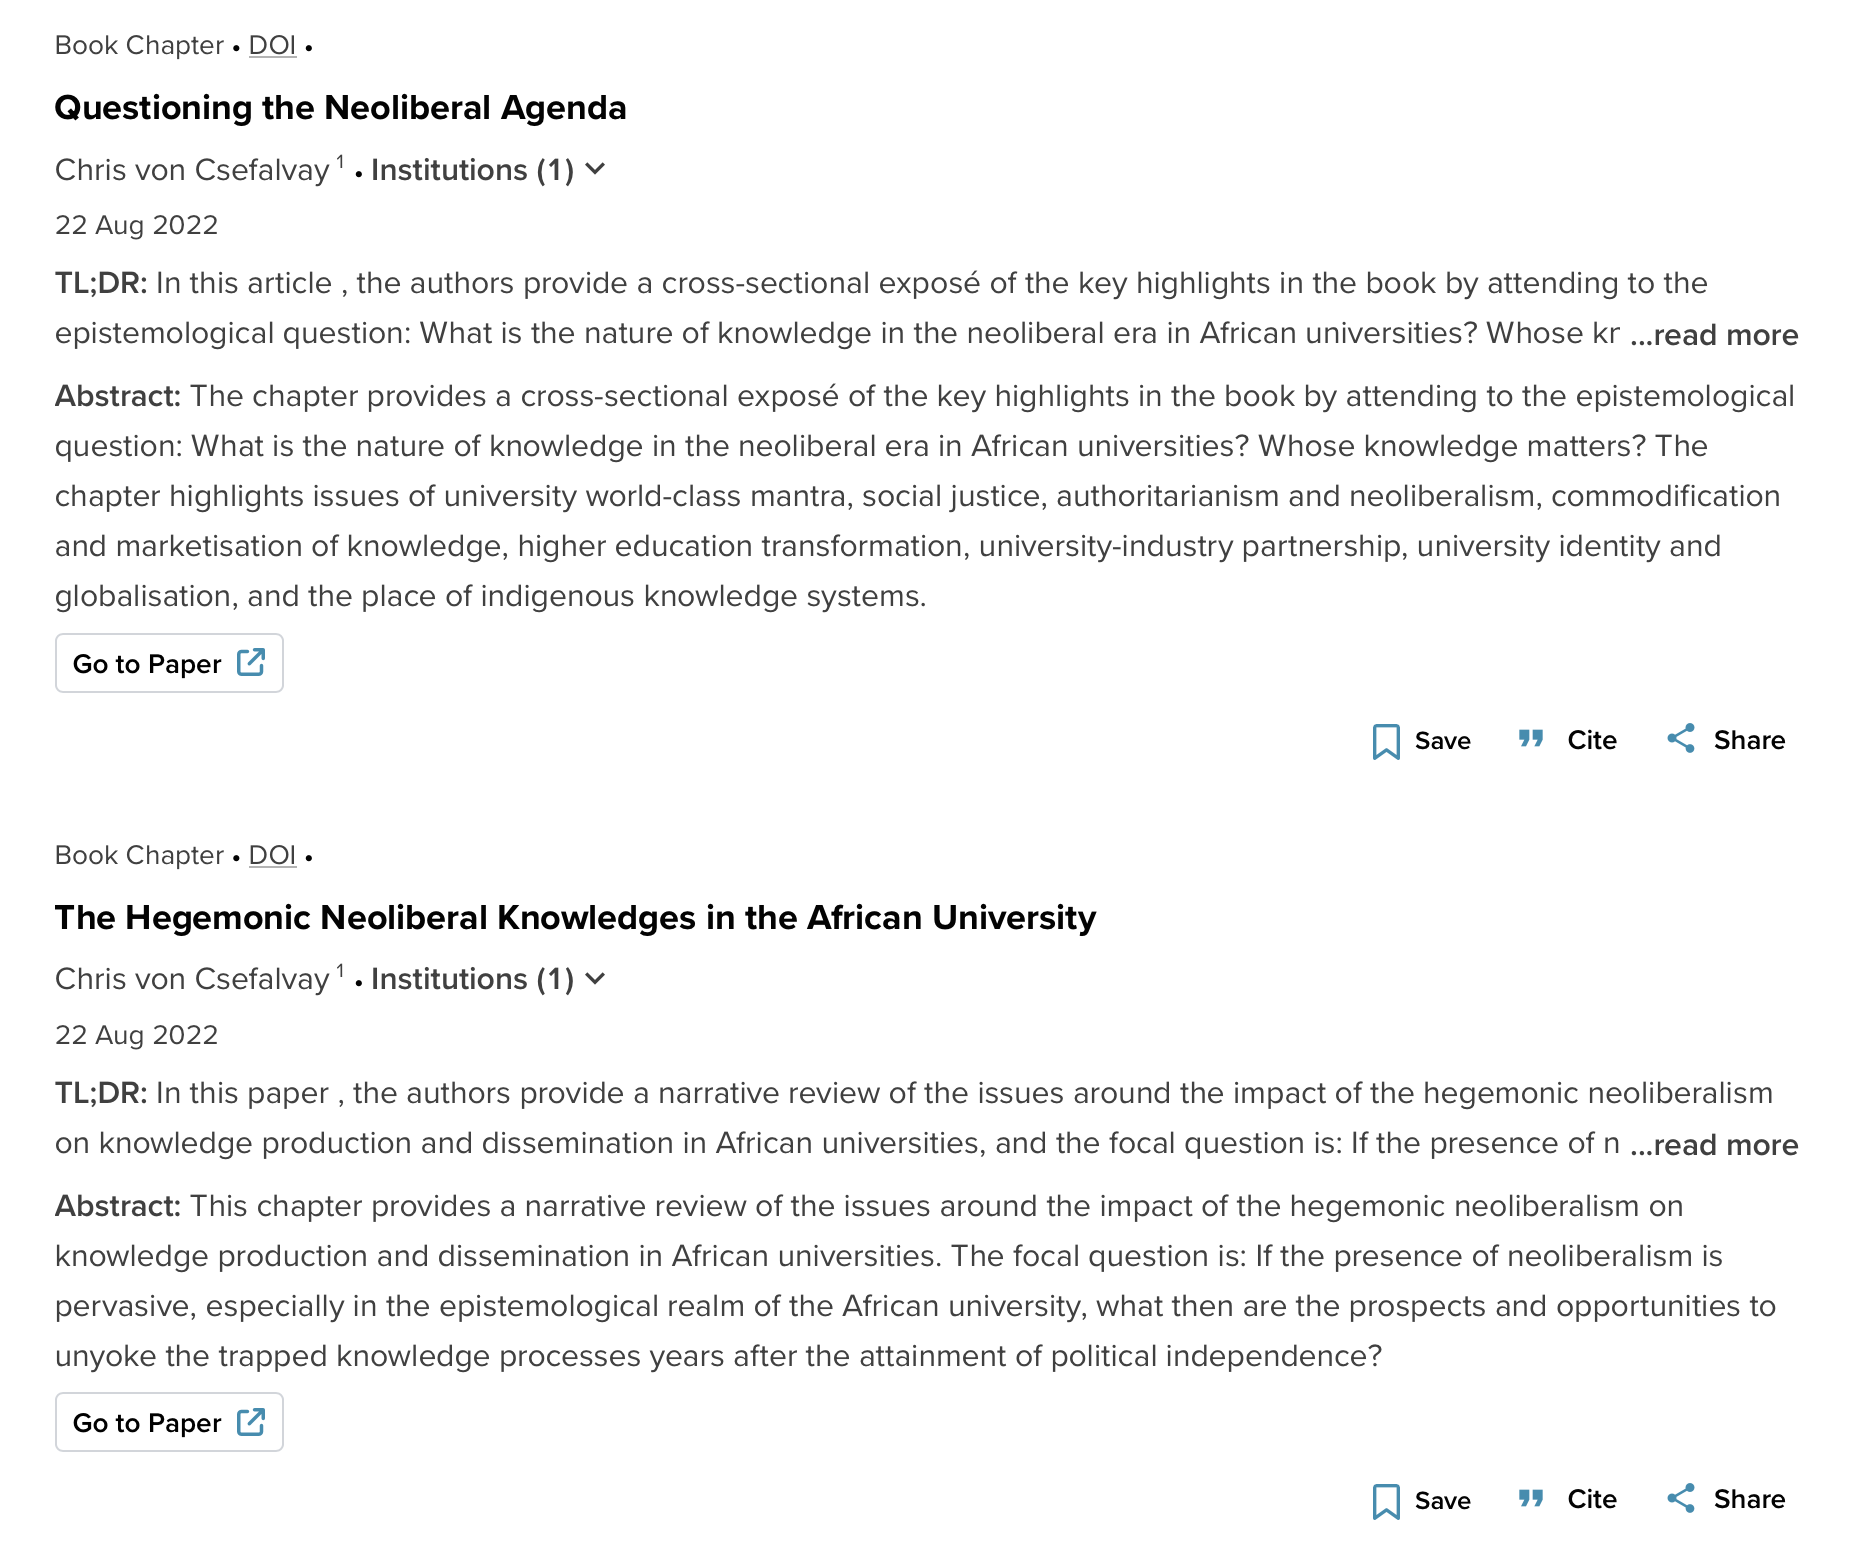 Book Chapter • DOI •
Questioning the Neoliberal Agenda
Chris von Csefalvay 1 • Institutions (1)
22 Aug 2022
TL;DR: In this article , the authors provide a cross-sectional exposé of the key highlights in the book by attending to the
epistemological question: What is the nature of knowledge in the neoliberal era in African universities? Whose kr ...read more
Abstract: The chapter provides a cross-sectional exposé of the key highlights in the book by attending to the epistemological
question: What is the nature of knowledge in the neoliberal era in African universities? Whose knowledge matters? The
chapter highlights issues of university world-class mantra, social justice, authoritarianism and neoliberalism, commodification
and marketisation of knowledge, higher education transformation, university-industry partnership, university identity and
globalisation, and the place of indigenous knowledge systems.
Go to Paper
Save Cite Share
Book Chapter • DOI •
The Hegemonic Neoliberal Knowledges in the African University
Chris von Csefalvay 1 • Institutions (1)
22 Aug 2022
TL;DR: In this paper , the authors provide a narrative review of the issues around the impact of the hegemonic neoliberalism
on knowledge production and dissemination in African universities, and the focal question is: If the presence of n ...read more
Abstract: This chapter provides a narrative review of the issues around the impact of the hegemonic neoliberalism on
knowledge production and dissemination in African universities. The focal question is: If the presence of neoliberalism is
pervasive, especially in the epistemological realm of the African university, what then are the prospects and opportunities to
unyoke the trapped knowledge processes years after the attainment of political independence?
Go to Paper
Save Cite Share